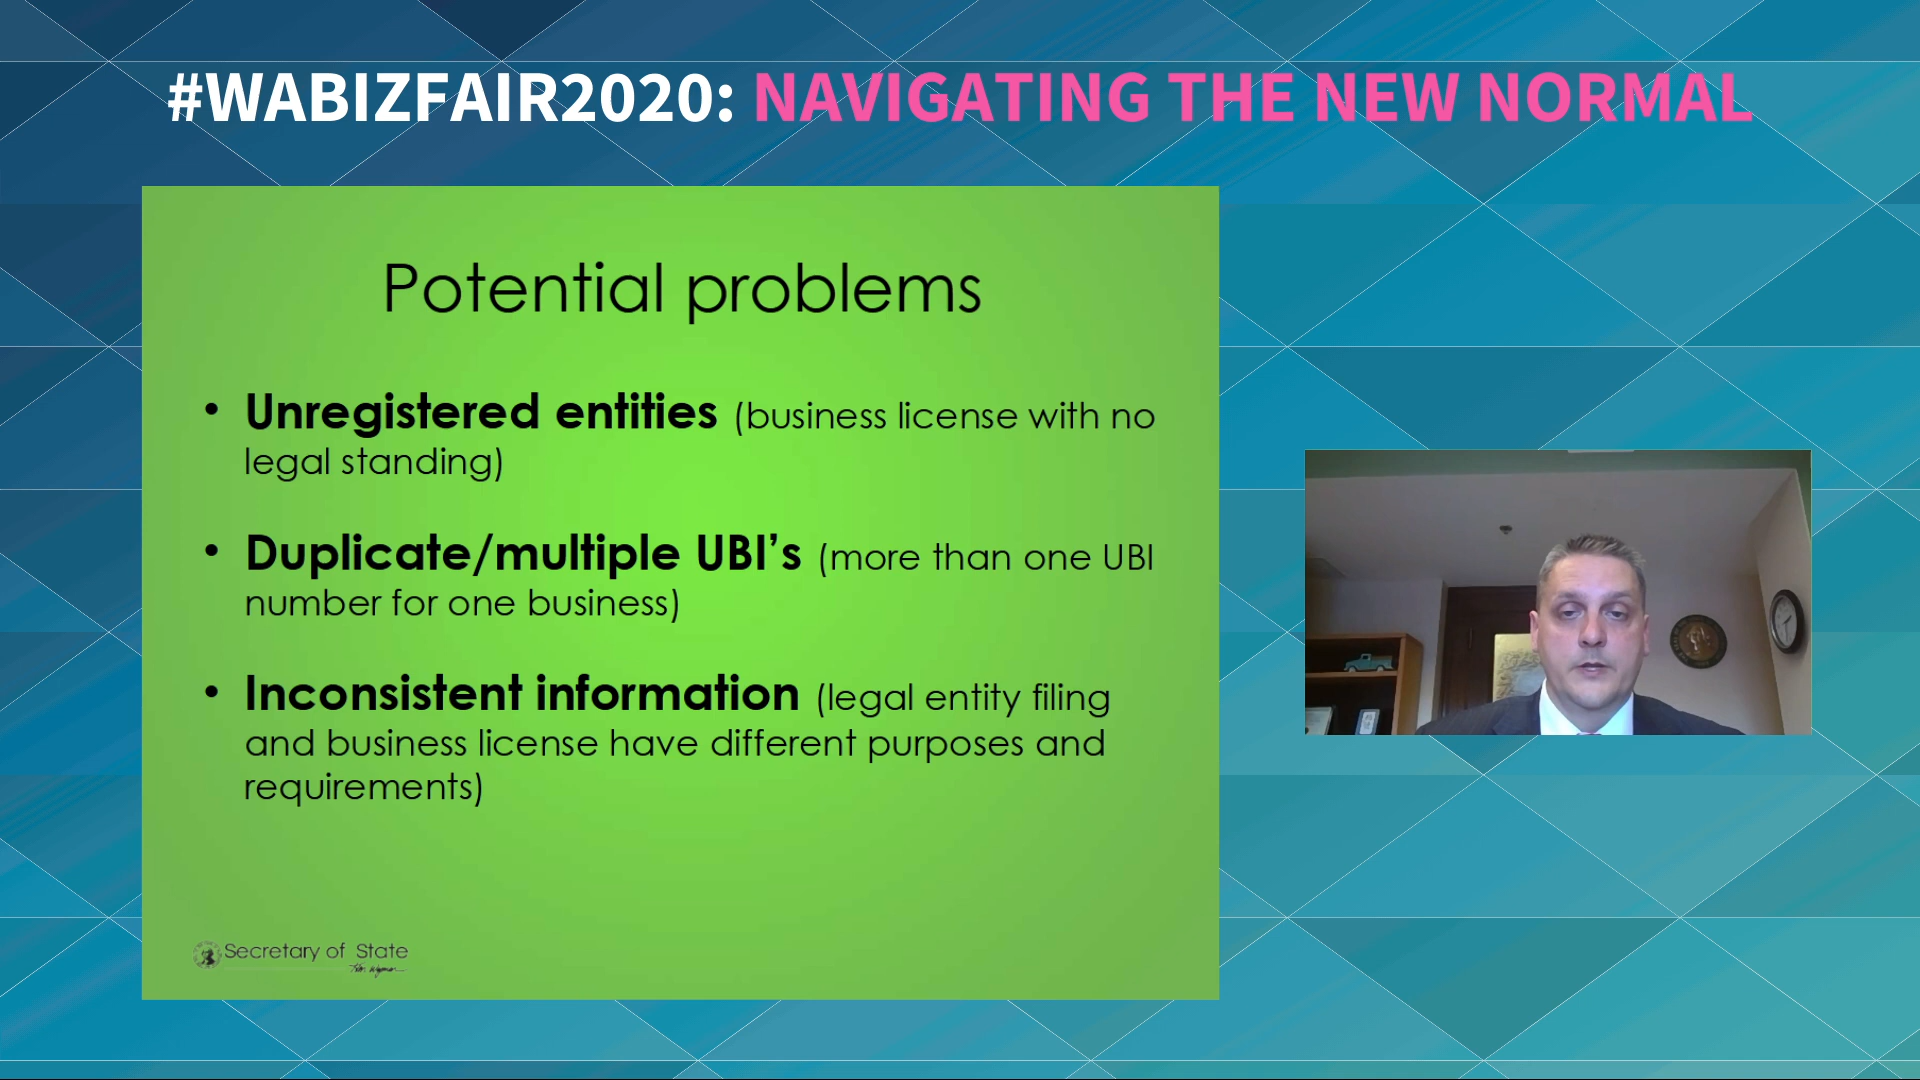 #WABIZFAIR2020: NAVIGATING THE NEW NORMAL
Potential problems
• Unregistered entities (business license with no
legal standing)
• Duplicate/multiple UBI’s (more than one UBI
number for one business)
• Inconsistent information (legal entity filing
and business license have different purposes and
requirements)
Secretary of State